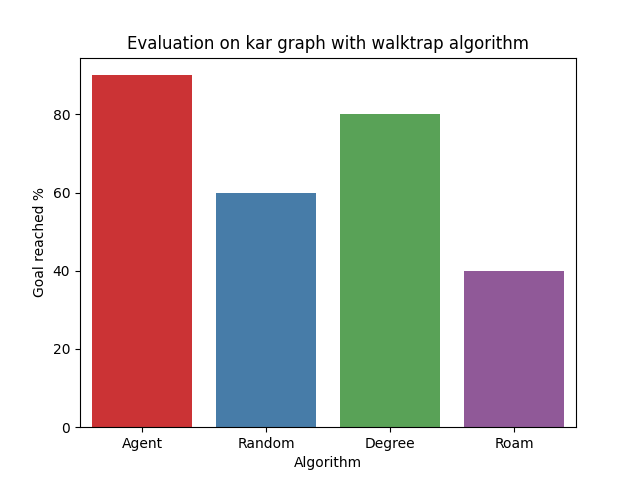 Evaluation on kar graph with walktrap algorithm
Goal reached %
80
60
40
20
0
Agent Random Degree Roam
Algorithm